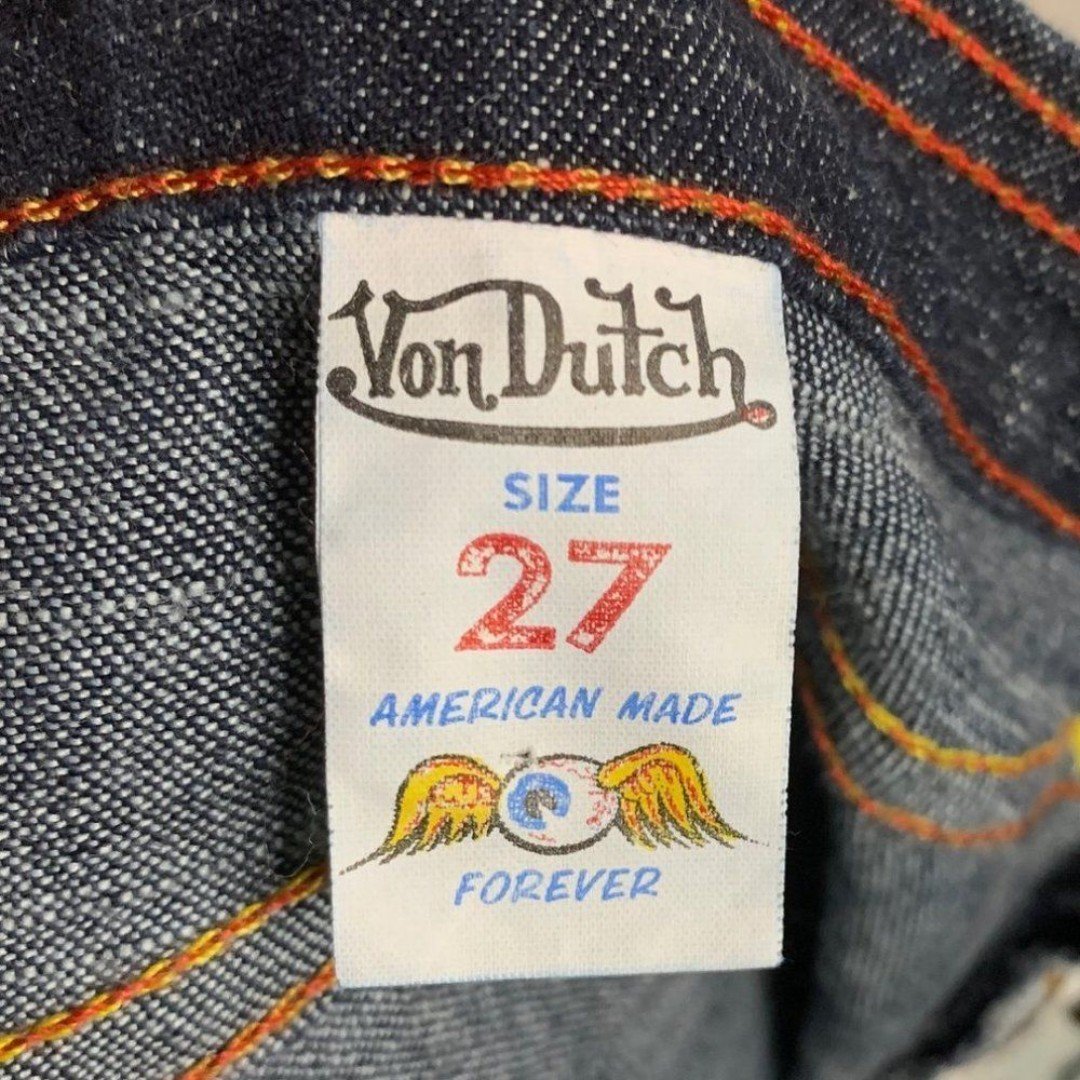 Von Dutch
SIZE
27
AMERICAN MADE
FOREVER